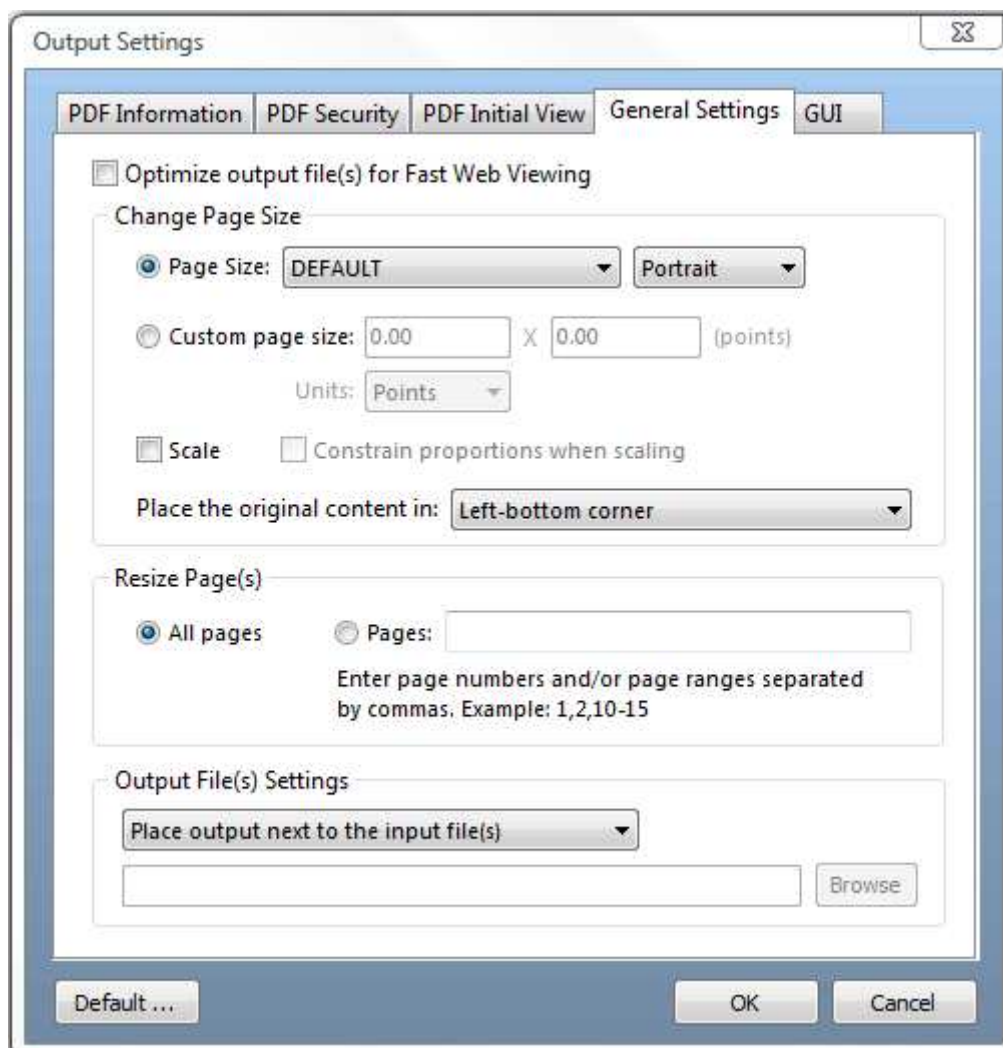 Output Settings
PDF Information PDF Security PDF Initial View General Settings GUI
Optimize output file(s) for Fast Web Viewing
Change Page Size
Page Size: DEFAULT Portrait
Custom page size: 0.00 X 0.00 (points)
Units: Points
Scale Constrain proportions when scaling
Place the original content in: Left-bottom corner
Resize Page(s)
All pages Pages:
Enter page numbers and/or page ranges separated
by commas. Example: 1,2,10-15
Output File(s) Settings
Place output next to the input file(s)
Browse
Default ... OK Cancel